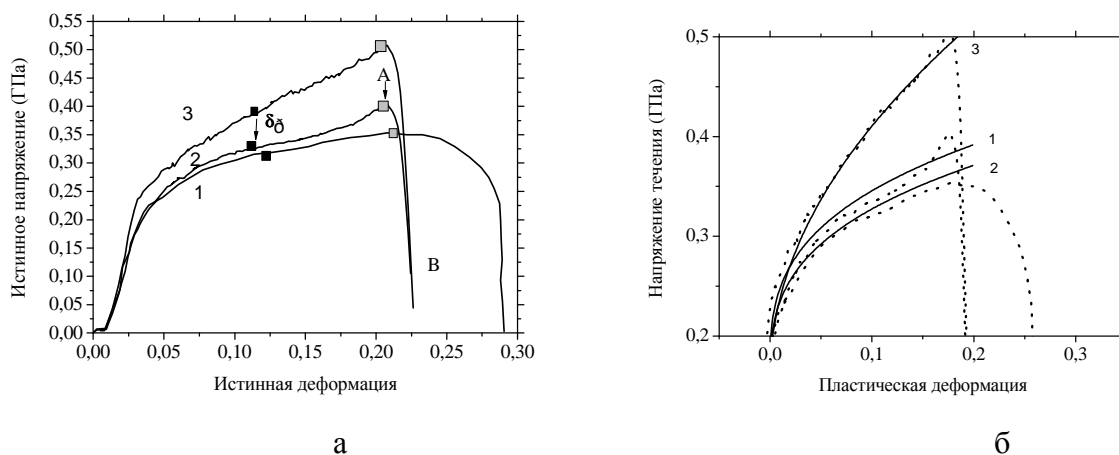 0,55
0,50
0,45
0,40
0,35
0,30
0,25
0,20
0,15
0,10
0,05
0,00
Истинное напряжение (ГПа)
3
2
1
δð
A
B
0,00 0,05 0,10 0,15 0,20 0,25 0,30
Истинная деформация
а
0,5
0,4
0,3
0,2
Напряжение течения (ГПа)
3
1
2
0,0 0,1 0,2 0,3
Пластическая деформация
б